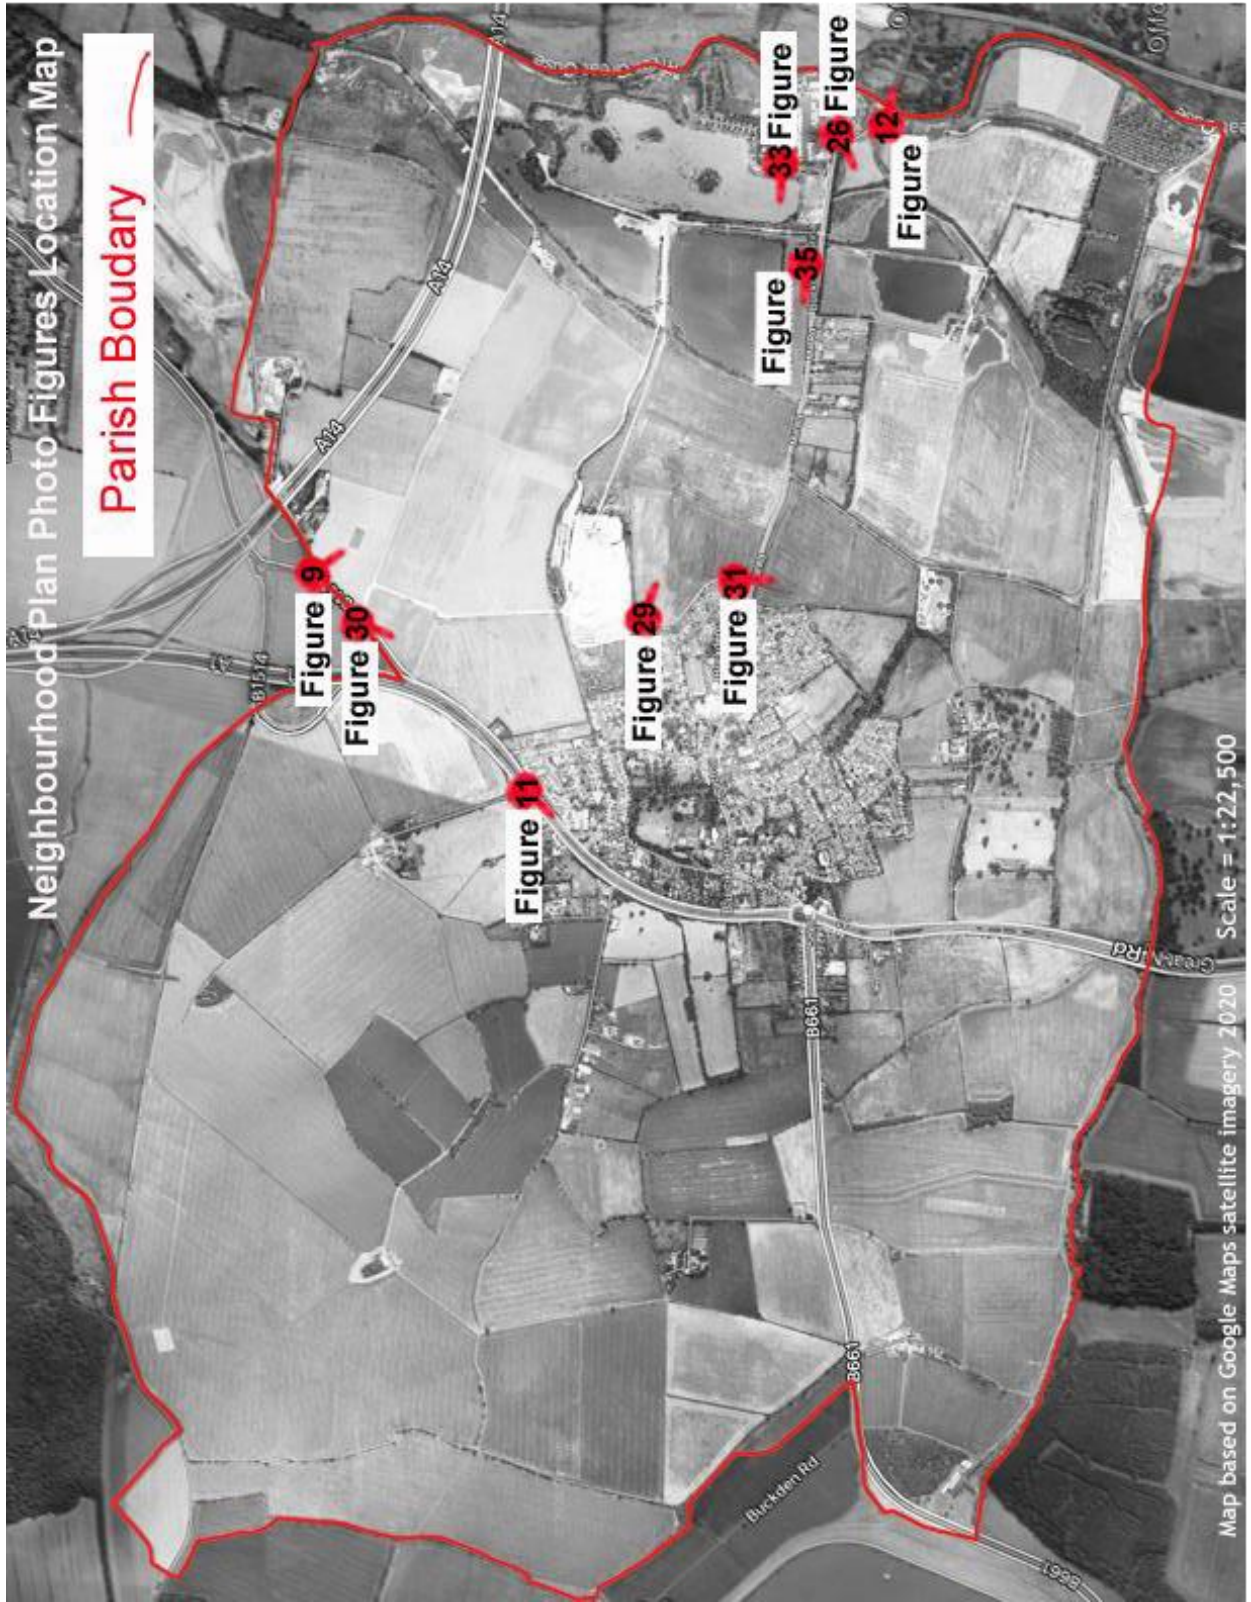 Neighbourhood Plan Photo Figures Location Map
Parish Boudary
A14
A14
A14
B1514
Figure 9
Figure 30
Figure 11
Figure 29
Figure 31
Figure 35
33 Figure
26 Figure
Figure 12
Offo
B661
B661
B661
Buckden Rd
Great N Rd
Map based on Google Maps satellite imagery 2020
Scale = 1:22,500